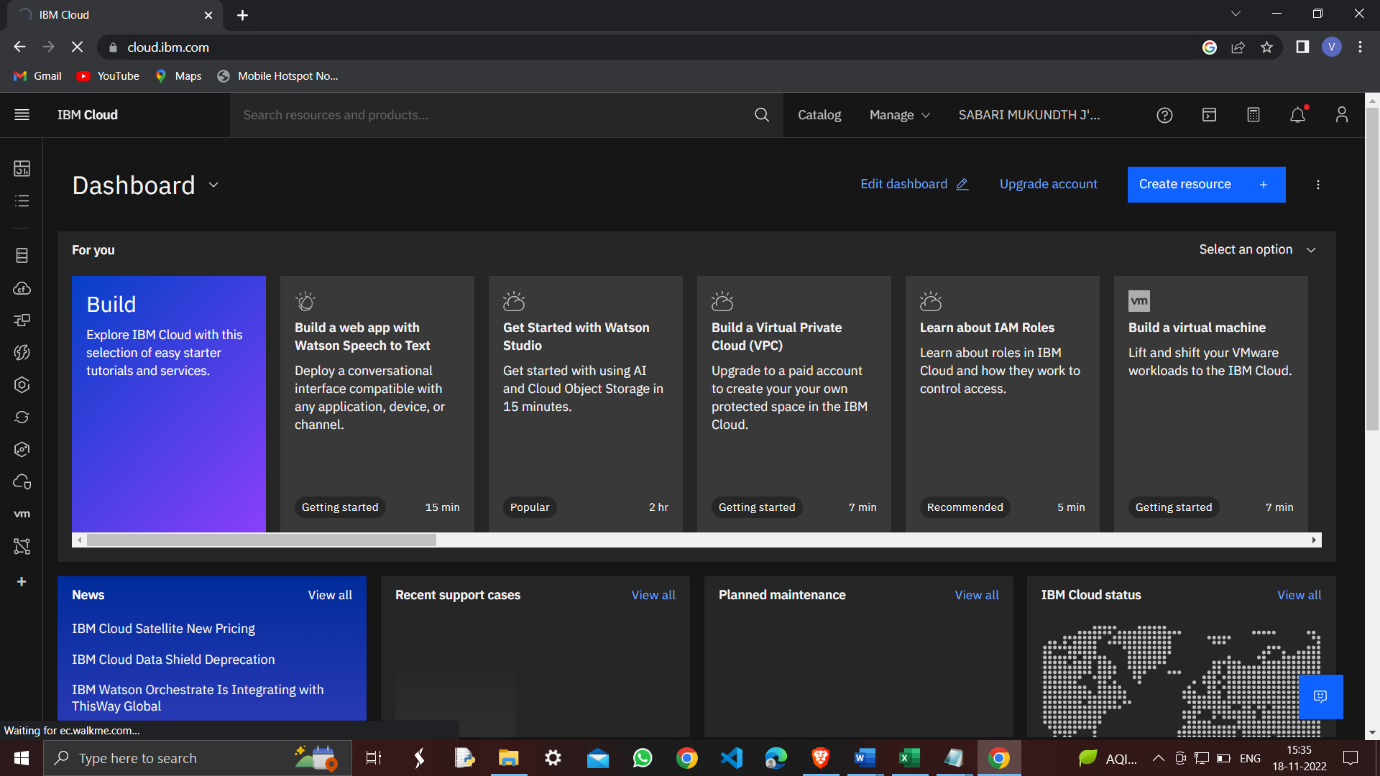 IBM Cloud
cloud.ibm.com
V
Gmail YouTube Maps Mobile Hotspot No...
IBM Cloud Search resources and products... Catalog Manage SABARI MUKUNDTH J'...
Dashboard Edit dashboard Upgrade account Create resource +
For you Select an option
Build
Explore IBM Cloud with this
selection of easy starter
tutorials and services.
Build a web app with
Watson Speech to Text
Deploy a conversational
interface compatible with
any application, device, or
channel.
Getting started 15 min
Get Started with Watson
Studio
Get started with using AI
and Cloud Object Storage in
15 minutes.
Popular 2 hr
Build a Virtual Private
Cloud (VPC)
Upgrade to a paid account
to create your your own
protected space in the IBM
Cloud.
Getting started 7 min
Learn about IAM Roles
Learn about roles in IBM
Cloud and how they work to
control access.
Recommended 5 min
vm
Build a virtual machine
Lift and shift your VMware
workloads to the IBM Cloud.
Getting started 7 min
vm
News View all
IBM Cloud Satellite New Pricing
IBM Cloud Data Shield Deprecation
IBM Watson Orchestrate Is Integrating with
ThisWay Global
Recent support cases View all
Planned maintenance View all
IBM Cloud status View all
Waiting for ec.walkme.com...
Type here to search
AQI... ENG 15:35
18-11-2022